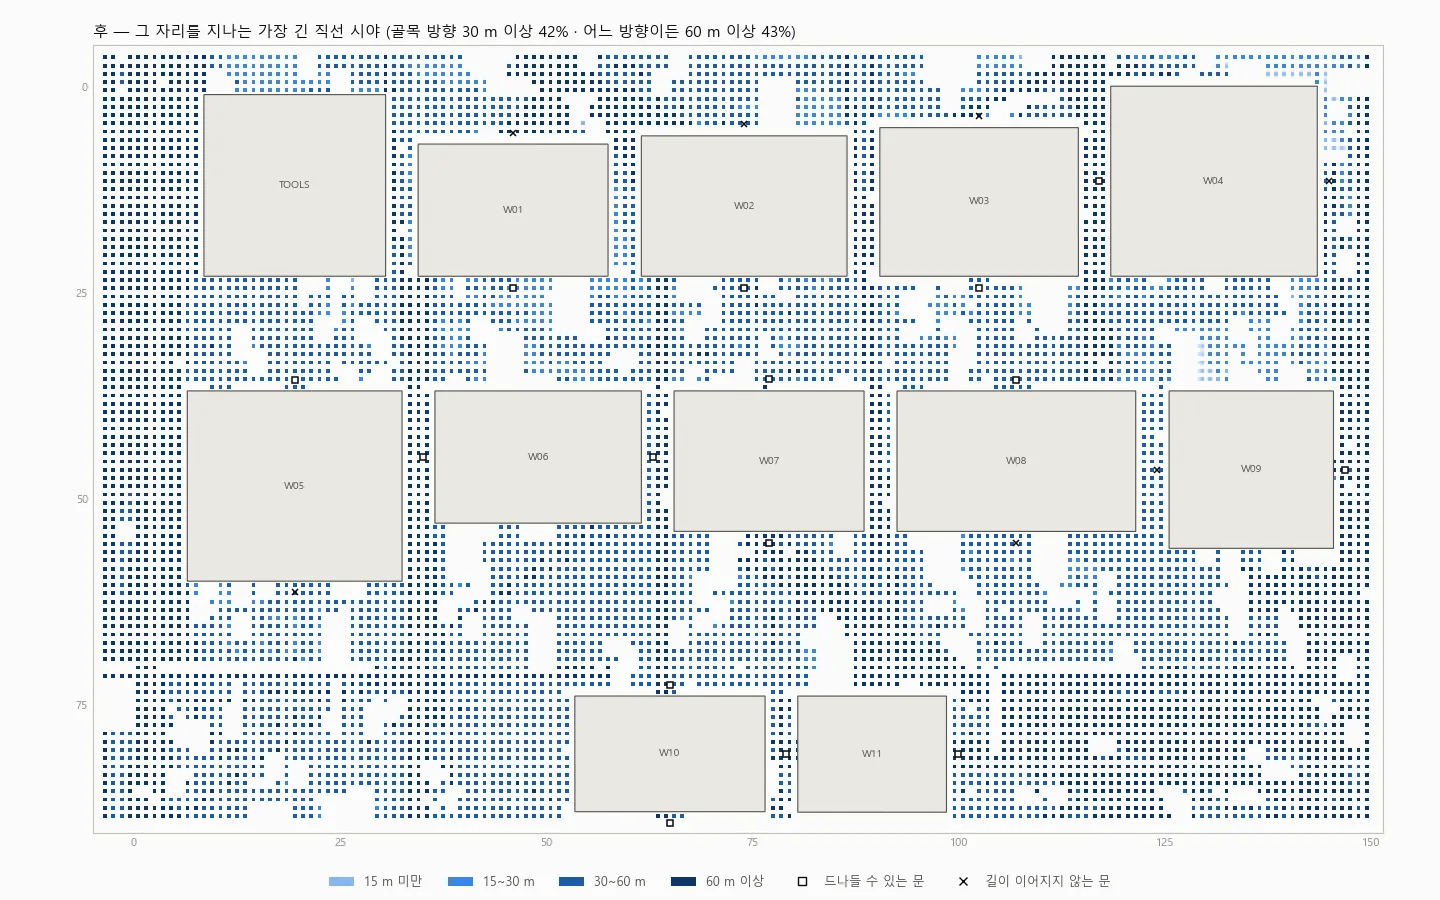 후 — 그 자리를 지나는 가장 긴 직선 시야 (골목 방향 30 m 이상 42% · 어느 방향이든 60 m 이상 43%)
0
25
50
75
TOOLS
W01
W02
W03
W04
W05
W06
W07
W08
W09
W10
W11
0 25 50 75 100 125 150
15 m 미만 15~30 m 30~60 m 60 m 이상 드나들 수 있는 문 길이 이어지지 않는 문